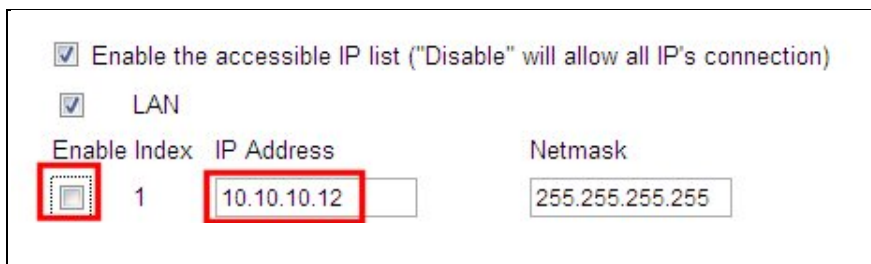 Enable the accessible IP list ("Disable" will allow all IP's connection)
LAN
Enable Index IP Address Netmask
1 10.10.10.12 255.255.255.255